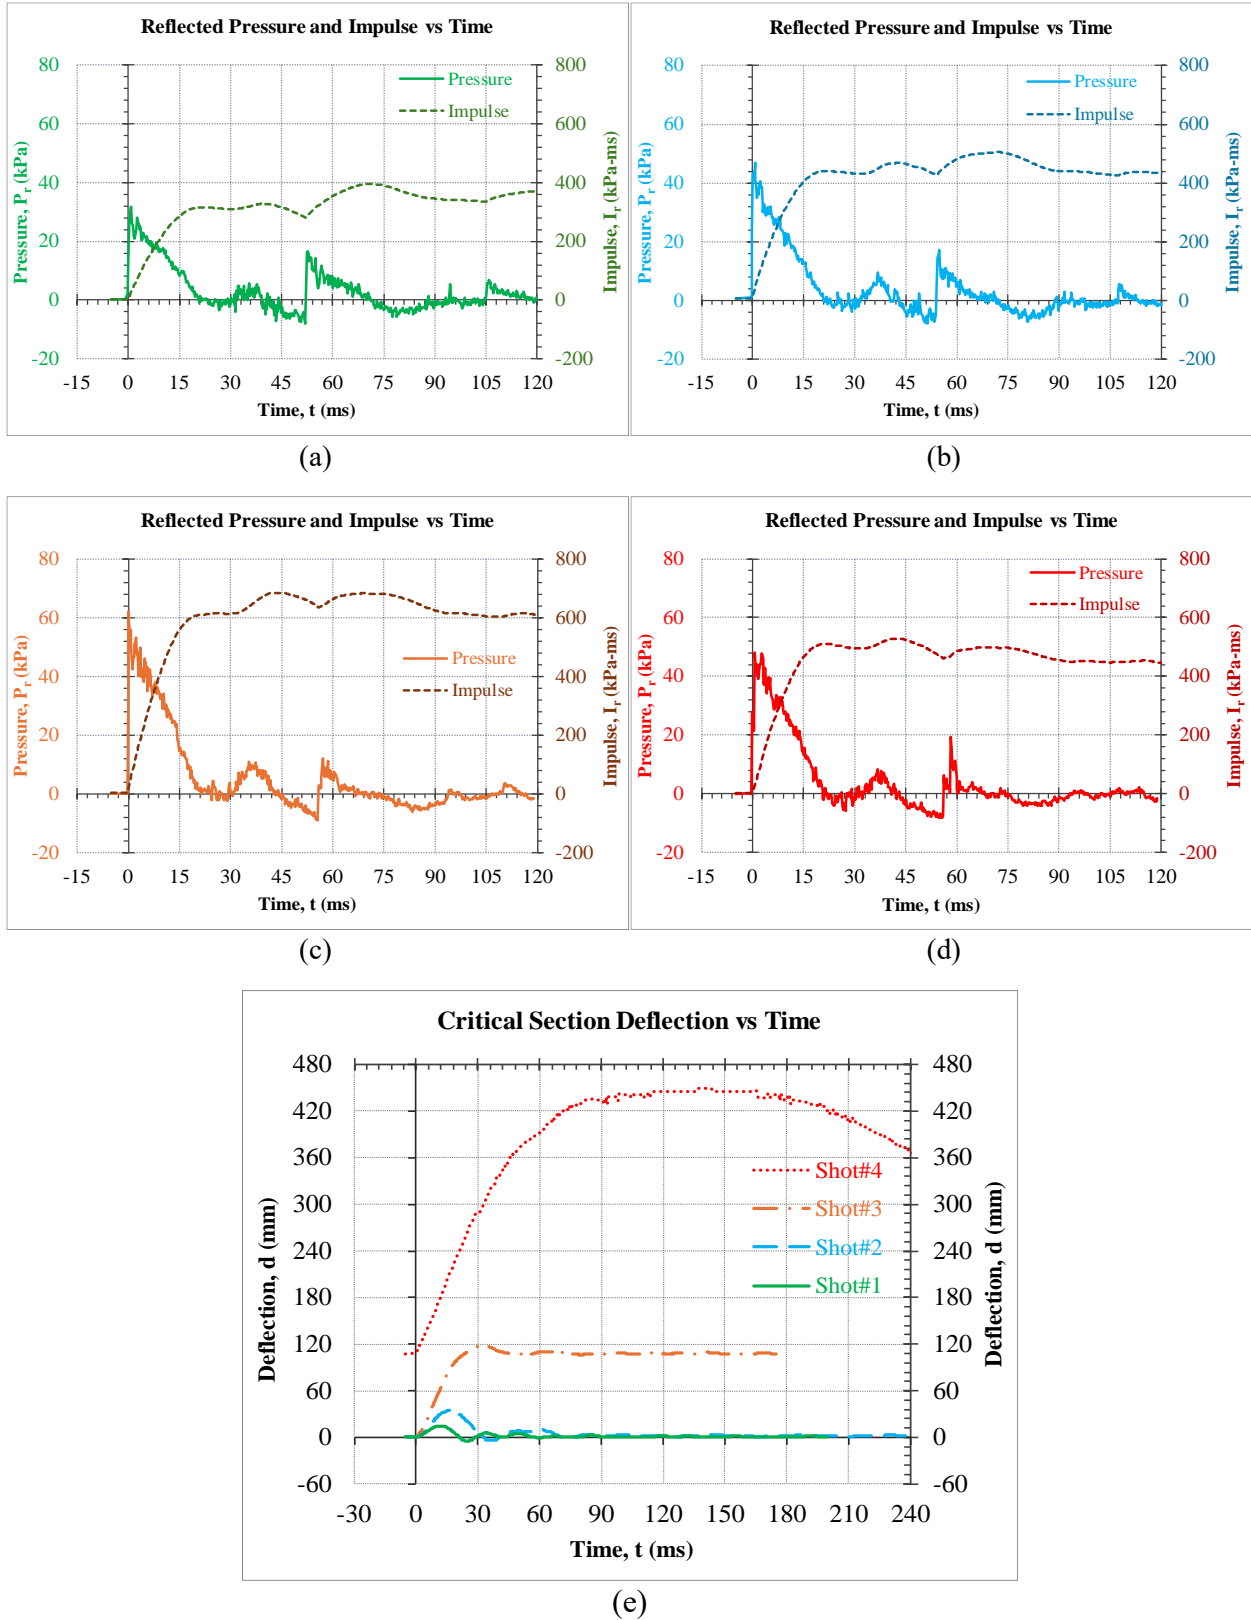 Reflected Pressure and Impulse vs Time
80
60
40
20
0
-20
800
600
400
200
0
-200
Pressure
Impulse
Pressure, P_r (kPa)
Impulse, I_r (kPa-ms)
-15 0 15 30 45 60 75 90 105 120
Time, t (ms)
(a)
Reflected Pressure and Impulse vs Time
80
60
40
20
0
-20
800
600
400
200
0
-200
Pressure
Impulse
Pressure, P_r (kPa)
Impulse, I_r (kPa-ms)
-15 0 15 30 45 60 75 90 105 120
Time, t (ms)
(b)
Reflected Pressure and Impulse vs Time
80
60
40
20
0
-20
800
600
400
200
0
-200
Pressure
Impulse
Pressure, P_r (kPa)
Impulse, I_r (kPa-ms)
-15 0 15 30 45 60 75 90 105 120
Time, t (ms)
(c)
Reflected Pressure and Impulse vs Time
80
60
40
20
0
-20
800
600
400
200
0
-200
Pressure
Impulse
Pressure, P_r (kPa)
Impulse, I_r (kPa-ms)
-15 0 15 30 45 60 75 90 105 120
Time, t (ms)
(d)
Critical Section Deflection vs Time
480
420
360
300
240
180
120
60
0
-60
480
420
360
300
240
180
120
60
0
-60
Shot#4
Shot#3
Shot#2
Shot#1
Deflection, d (mm)
Deflection, d (mm)
-30 0 30 60 90 120 150 180 210 240
Time, t (ms)
(e)